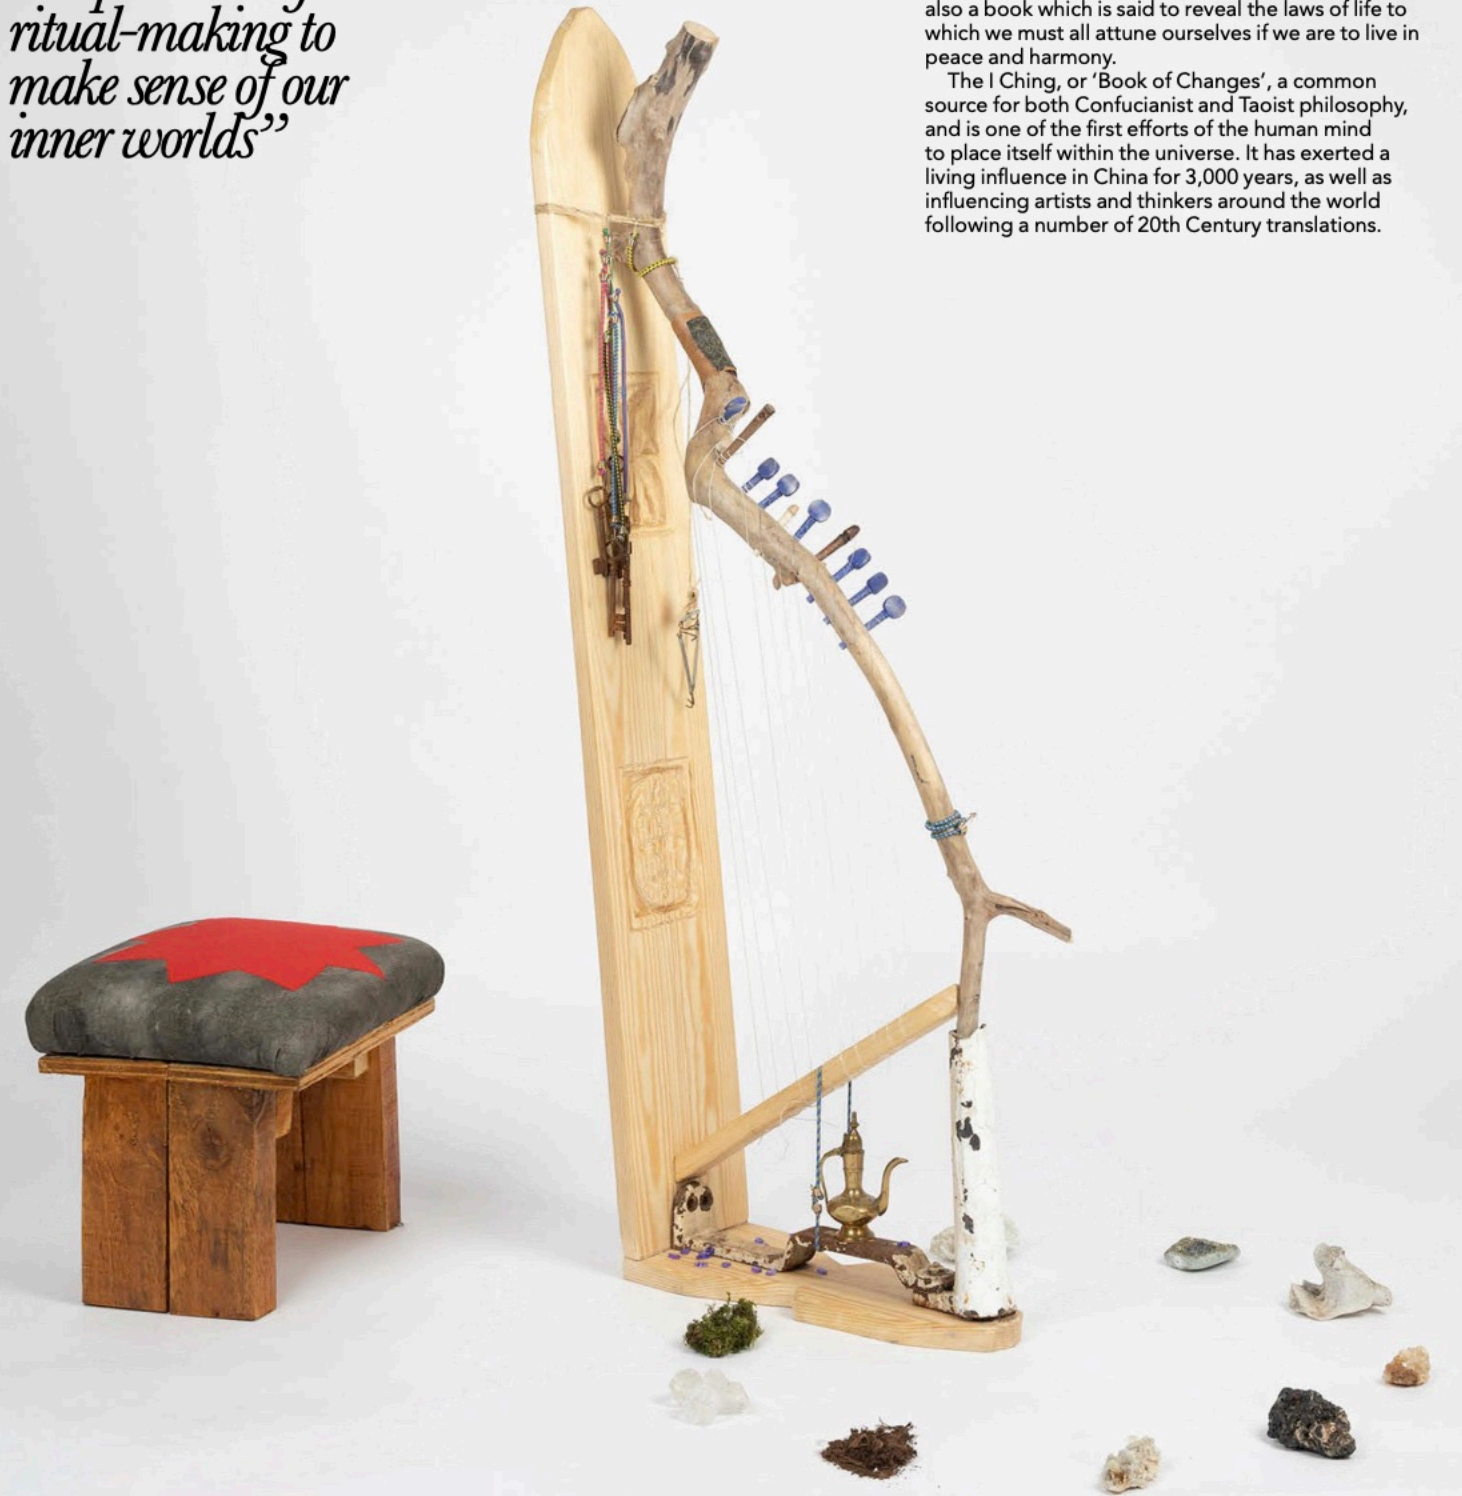 ritual-making to
make sense of our
inner worlds”
also a book which is said to reveal the laws of life to
which we must all attune ourselves if we are to live in
peace and harmony.
The I Ching, or ‘Book of Changes’, a common
source for both Confucianist and Taoist philosophy,
and is one of the first efforts of the human mind
to place itself within the universe. It has exerted a
living influence in China for 3,000 years, as well as
influencing artists and thinkers around the world
following a number of 20th Century translations.